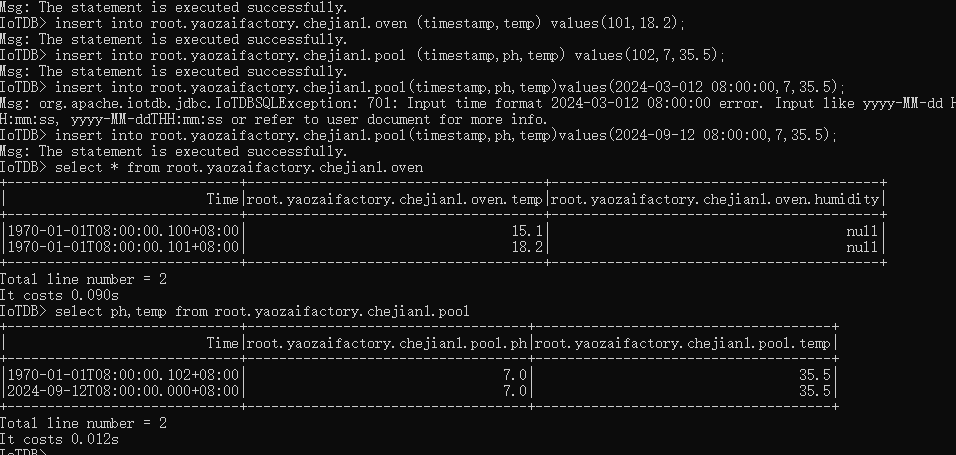 Msg: The statement is executed successfully.
IoTDB> insert into root.yaozaifactory.chejian1.oven (timestamp,temp) values(101,18.2);
Msg: The statement is executed successfully.
IoTDB> insert into root.yaozaifactory.chejian1.pool (timestamp,ph,temp) values(102,7,35.5);
Msg: The statement is executed successfully.
IoTDB> insert into root.yaozaifactory.chejian1.pool(timestamp,ph,temp)values(2024-03-012 08:00:00,7,35.5);
Msg: org.apache.iotdb.jdbc.IoTDBSQLException: 701: Input time format 2024-03-012 08:00:00 error. Input like yyyy-MM-dd H
H:mm:ss, yyyy-MM-ddTHH:mm:ss or refer to user document for more info.
IoTDB> insert into root.yaozaifactory.chejian1.pool(timestamp,ph,temp)values(2024-09-12 08:00:00,7,35.5);
Msg: The statement is executed successfully.
IoTDB> select * from root.yaozaifactory.chejian1.oven
+-----------------------------+--------------------------------------+------------------------------------------+
|                         Time|root.yaozaifactory.chejian1.oven.temp|root.yaozaifactory.chejian1.oven.humidity|
+-----------------------------+--------------------------------------+------------------------------------------+
|1970-01-01T08:00:00.100+08:00|                                 15.1|                                     null|
|1970-01-01T08:00:00.101+08:00|                                 18.2|                                     null|
+-----------------------------+--------------------------------------+------------------------------------------+
Total line number = 2
It costs 0.090s
IoTDB> select ph,temp from root.yaozaifactory.chejian1.pool
+-----------------------------+-----------------------------------+-------------------------------------+
|                         Time|root.yaozaifactory.chejian1.pool.ph|root.yaozaifactory.chejian1.pool.temp|
+-----------------------------+-----------------------------------+-------------------------------------+
|1970-01-01T08:00:00.102+08:00|                                7.0|                                 35.5|
|2024-09-12T08:00:00.000+08:00|                                7.0|                                 35.5|
+-----------------------------+-----------------------------------+-------------------------------------+
Total line number = 2
It costs 0.012s
IoTDB>